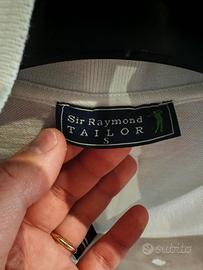 Sir Raymond
TAILOR
S
subito